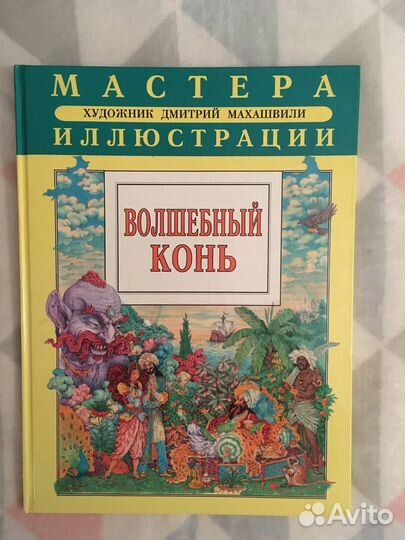 МАСТЕРА
ХУДОЖНИК ДМИТРИЙ МАХАШВИЛИ
ИЛЛЮСТРАЦИИ
ВОЛШЕБНЫЙ
КОНЬ
Avito